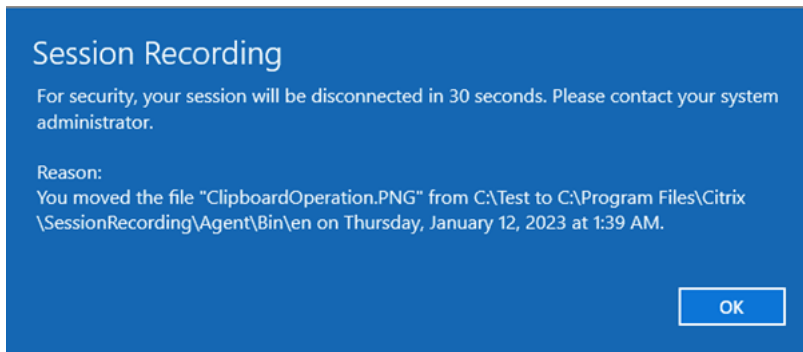 Session Recording
For security, your session will be disconnected in 30 seconds. Please contact your system
administrator.
Reason:
You moved the file "ClipboardOperation.PNG" from C:\Test to C:\Program Files\Citrix
\SessionRecording\Agent\Bin\en on Thursday, January 12, 2023 at 1:39 AM.
OK